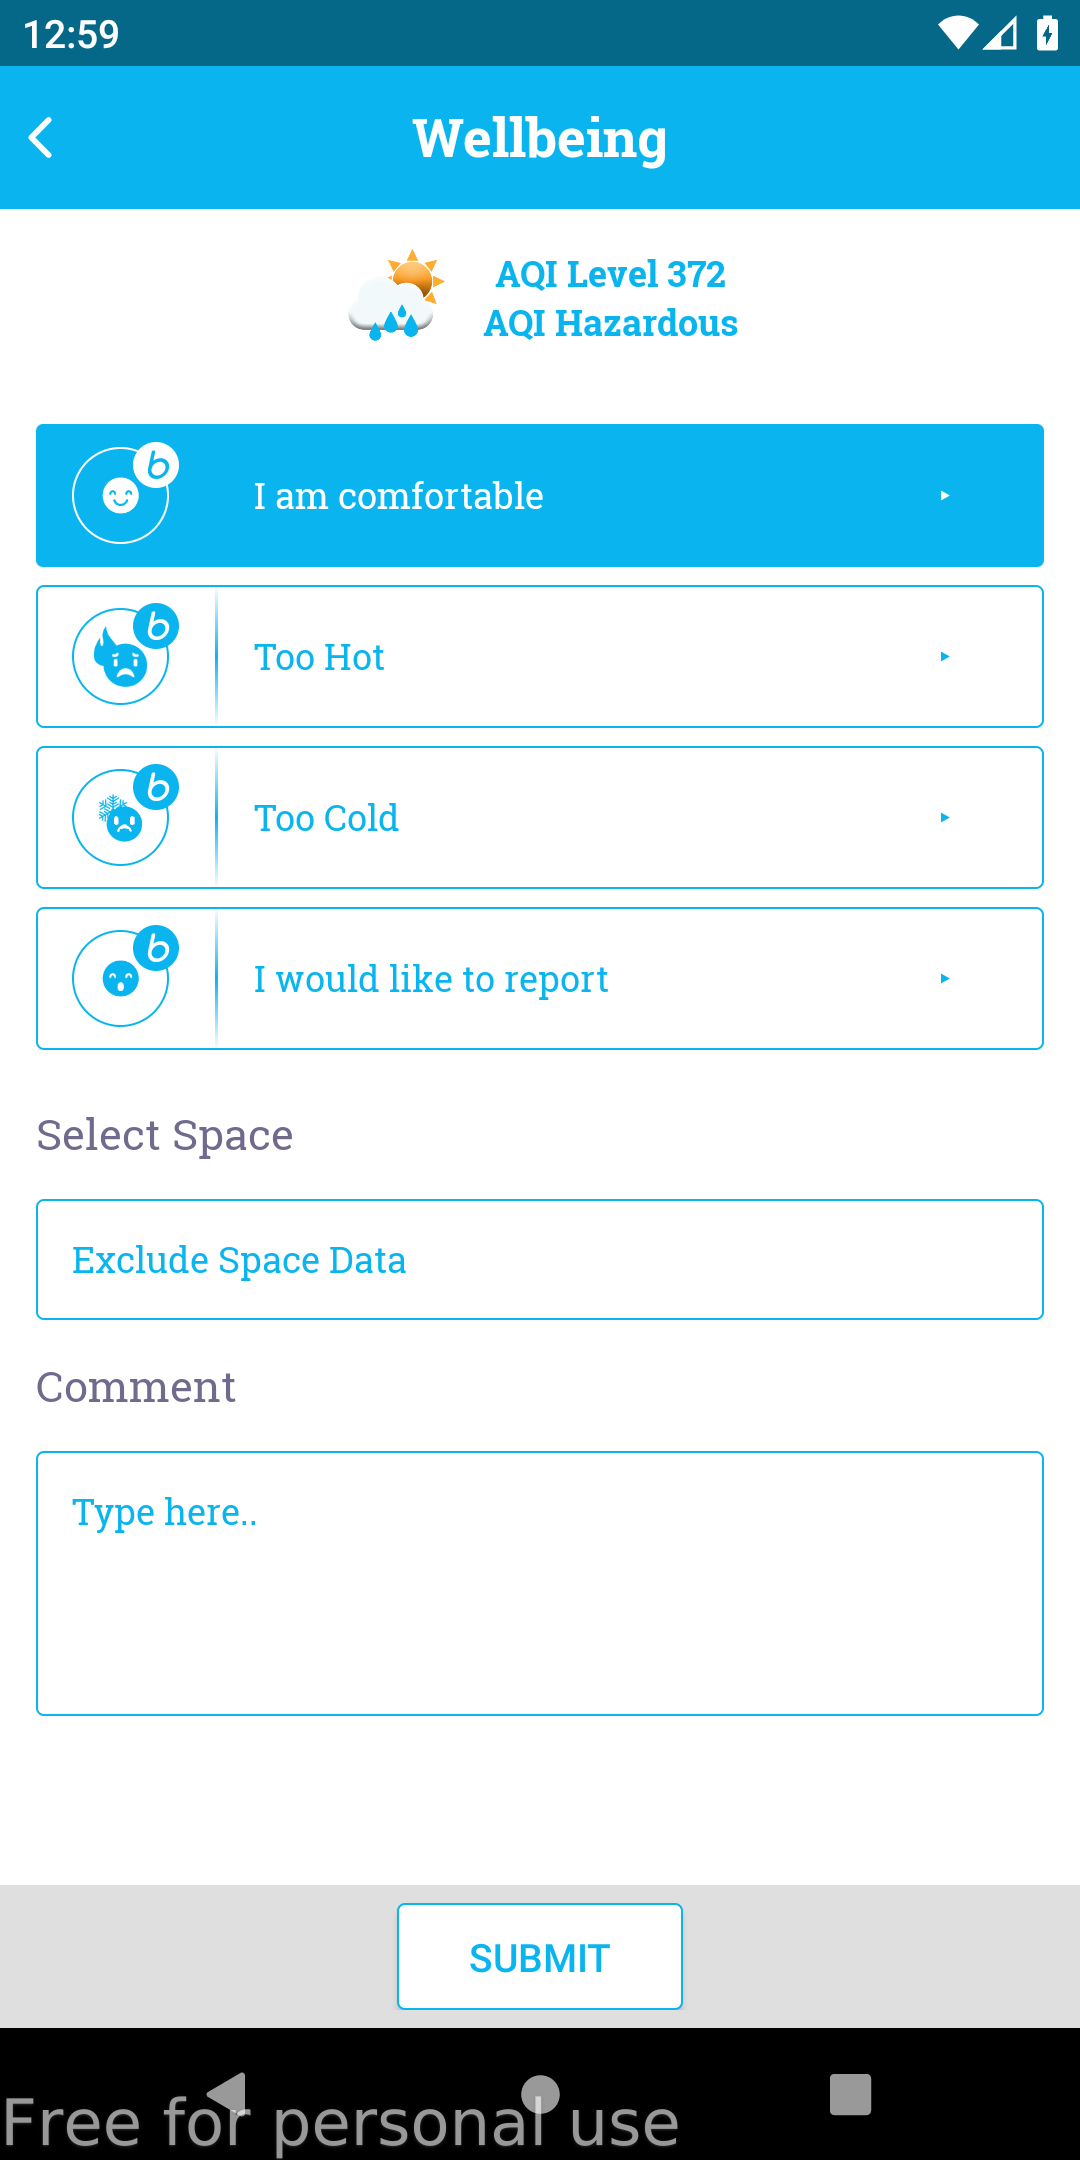 12:59
Wellbeing
AQI Level 372
AQI Hazardous
b
I am comfortable
b
Too Hot
b
Too Cold
b
I would like to report
Select Space
Exclude Space Data
Comment
Type here..
SUBMIT
Free for personal use